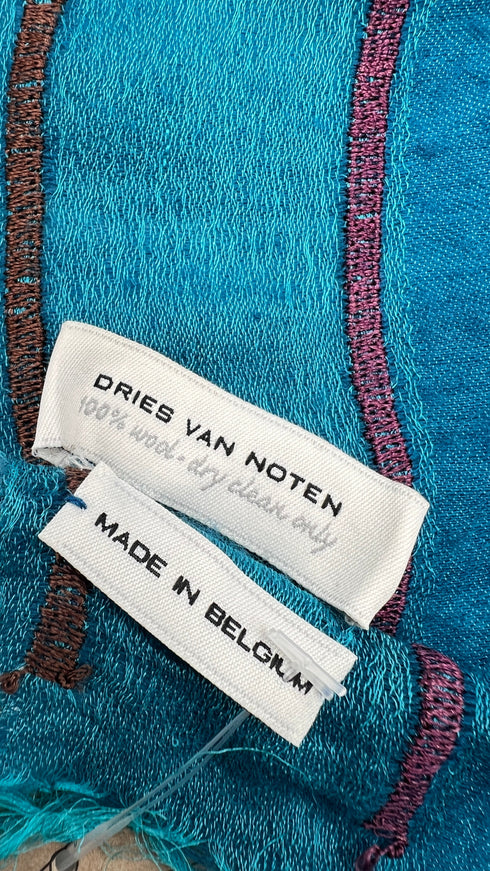 DRIES VAN NOTEN
100% wool - dry clean only
MADE IN BELGIUM